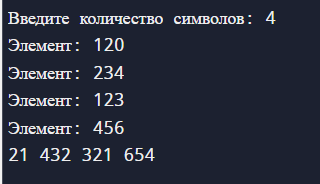 Введите количество символов: 4
Элемент: 120
Элемент: 234
Элемент: 123
Элемент: 456
21 432 321 654